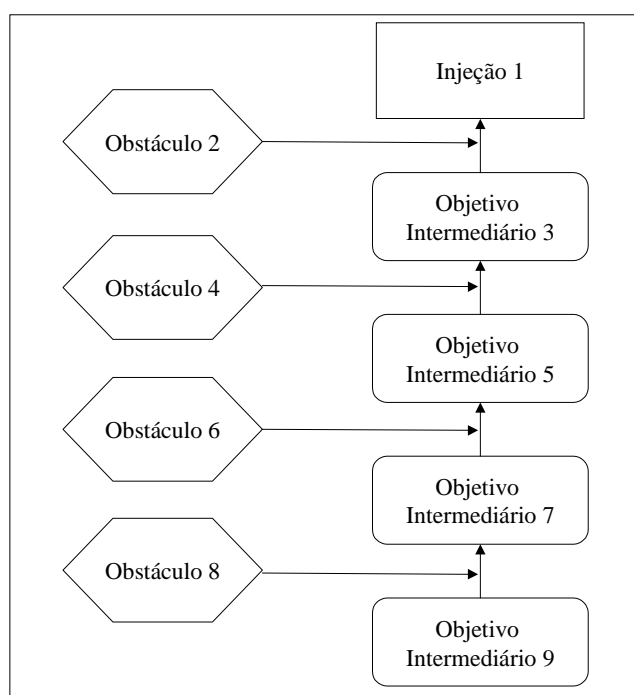 Injeção 1
Obstáculo 2
Objetivo
Intermediário 3
Obstáculo 4
Objetivo
Intermediário 5
Obstáculo 6
Objetivo
Intermediário 7
Obstáculo 8
Objetivo
Intermediário 9